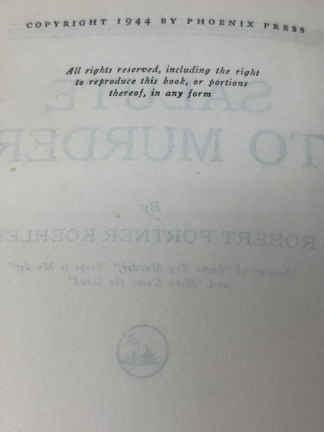 COPYRIGHT 1944 BY PHOENIX PRESS
All rights reserved, including the right
to reproduce this book, or portions
thereof, in any form
SALUTE
TO MURDER
By
ROBERT PORTNER KOEHLER